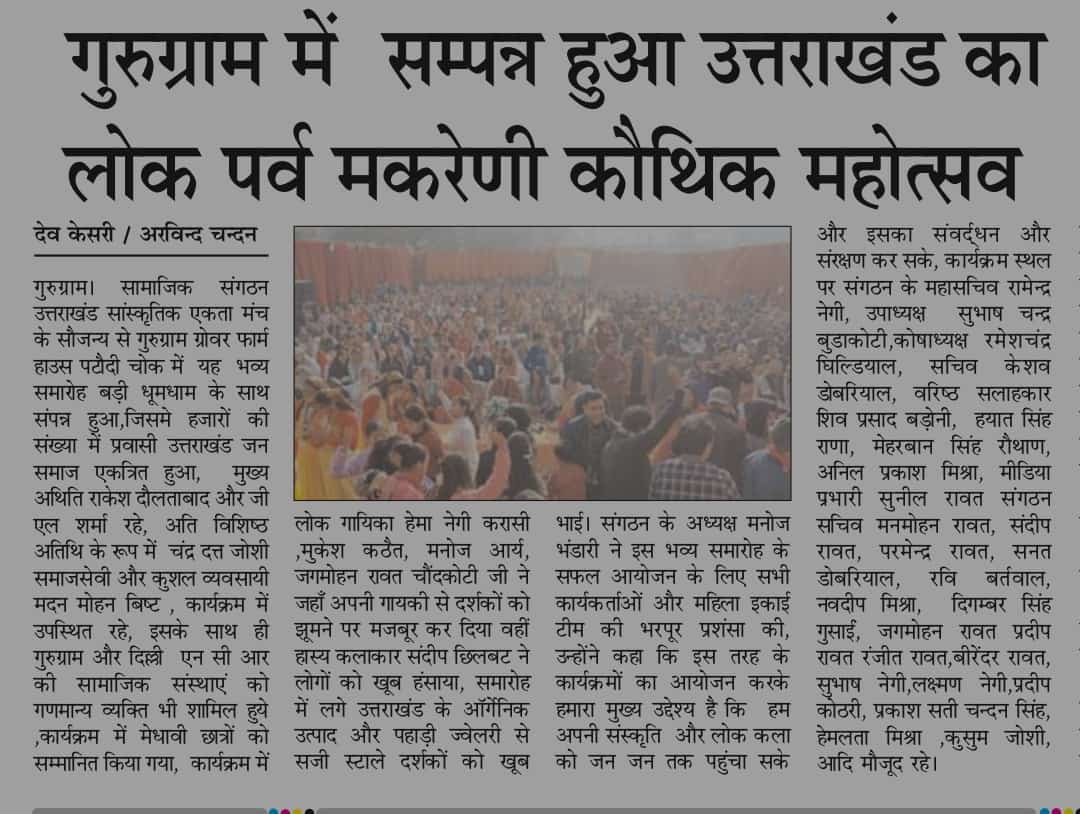 गुरुग्राम में सम्पन्न हुआ उत्तराखंड का
लोक पर्व मकरेणी कौथिक महोत्सव
देव केसरी / अरविन्द चन्दन
गुरुग्राम। सामाजिक संगठन
उत्तराखंड सांस्कृतिक एकता मंच
के सौजन्य से गुरुग्राम ग्रोवर फार्म
हाउस पटौदी चोक में यह भव्य
समारोह बड़ी धूमधाम के साथ
संपन्न हुआ,जिसमे हजारों की
संख्या में प्रवासी उत्तराखंड जन
समाज एकत्रित हुआ, मुख्य
अथिति राकेश दौलताबाद और जी
एल शर्मा रहे, अति विशिष्ठ
अतिथि के रूप में चंद्र दत्त जोशी
समाजसेवी और कुशल व्यवसायी
मदन मोहन बिष्ट , कार्यक्रम में
उपस्थित रहे, इसके साथ ही
गुरुग्राम और दिल्ली एन सी आर
की सामाजिक संस्थाएं को
गणमान्य व्यक्ति भी शामिल हुये
,कार्यक्रम में मेधावी छात्रों को
सम्मानित किया गया, कार्यक्रम में
लोक गायिका हेमा नेगी करासी
,मुकेश कठैत, मनोज आर्य,
जगमोहन रावत चौंदकोटी जी ने
जहाँ अपनी गायकी से दर्शकों को
झूमने पर मजबूर कर दिया वहीं
हास्य कलाकार संदीप छिलबट ने
लोगों को खूब हंसाया, समारोह
में लगे उत्तराखंड के ऑर्गेनिक
उत्पाद और पहाड़ी ज्वेलरी से
सजी स्टाले दर्शकों को खूब
भाई। संगठन के अध्यक्ष मनोज
भंडारी ने इस भव्य समारोह के
सफल आयोजन के लिए सभी
कार्यकर्ताओं और महिला इकाई
टीम की भरपूर प्रशंसा की,
उन्होंने कहा कि इस तरह के
कार्यक्रमों का आयोजन करके
हमारा मुख्य उद्देश्य है कि हम
अपनी संस्कृति और लोक कला
को जन जन तक पहुंचा सके
और इसका संवर्द्धन और
संरक्षण कर सके, कार्यक्रम स्थल
पर संगठन के महासचिव रामेन्द्र
नेगी, उपाध्यक्ष सुभाष चन्द्र
बुडाकोटी,कोषाध्यक्ष रमेशचंद्र
घिल्डियाल, सचिव केशव
डोबरियाल, वरिष्ठ सलाहकार
शिव प्रसाद बड़ोनी, हयात सिंह
राणा, मेहरबान सिंह रौथाण,
अनिल प्रकाश मिश्रा, मीडिया
प्रभारी सुनील रावत संगठन
सचिव मनमोहन रावत, संदीप
रावत, परमेन्द्र रावत, सनत
डोबरियाल, रवि बर्तवाल,
नवदीप मिश्रा, दिगम्बर सिंह
गुसाईं, जगमोहन रावत प्रदीप
रावत रंजीत रावत,बीरेंदर रावत,
सुभाष नेगी,लक्ष्मण नेगी,प्रदीप
कोठरी, प्रकाश सती चन्दन सिंह,
हेमलता मिश्रा ,कुसुम जोशी,
आदि मौजूद रहे।